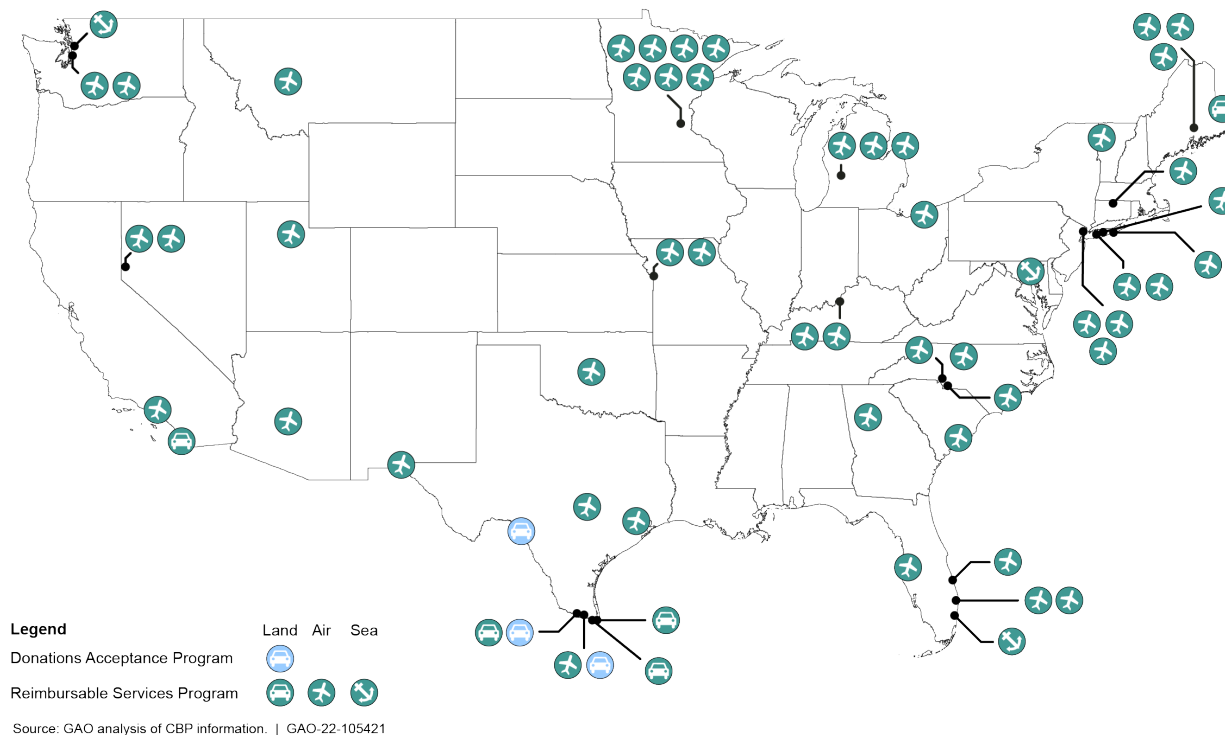 Legend
Land Air Sea
Donations Acceptance Program
Reimbursable Services Program
Source: GAO analysis of CBP information. | GAO-22-105421